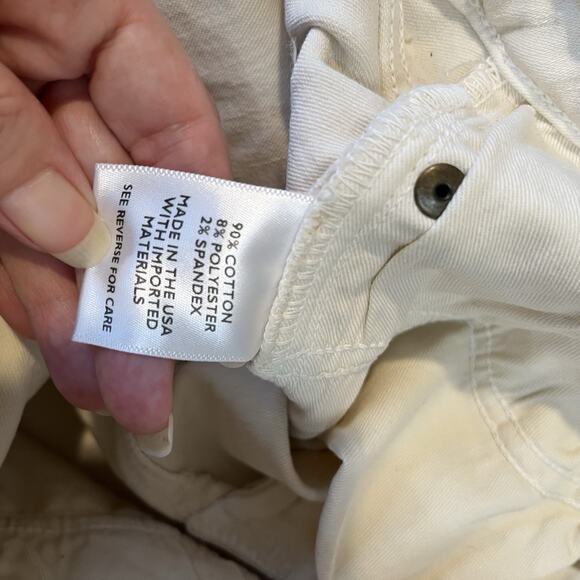 90% COTTON
8% POLYESTER
2% SPANDEX
MADE IN THE USA
WITH IMPORTED
MATERIALS
SEE REVERSE FOR CARE